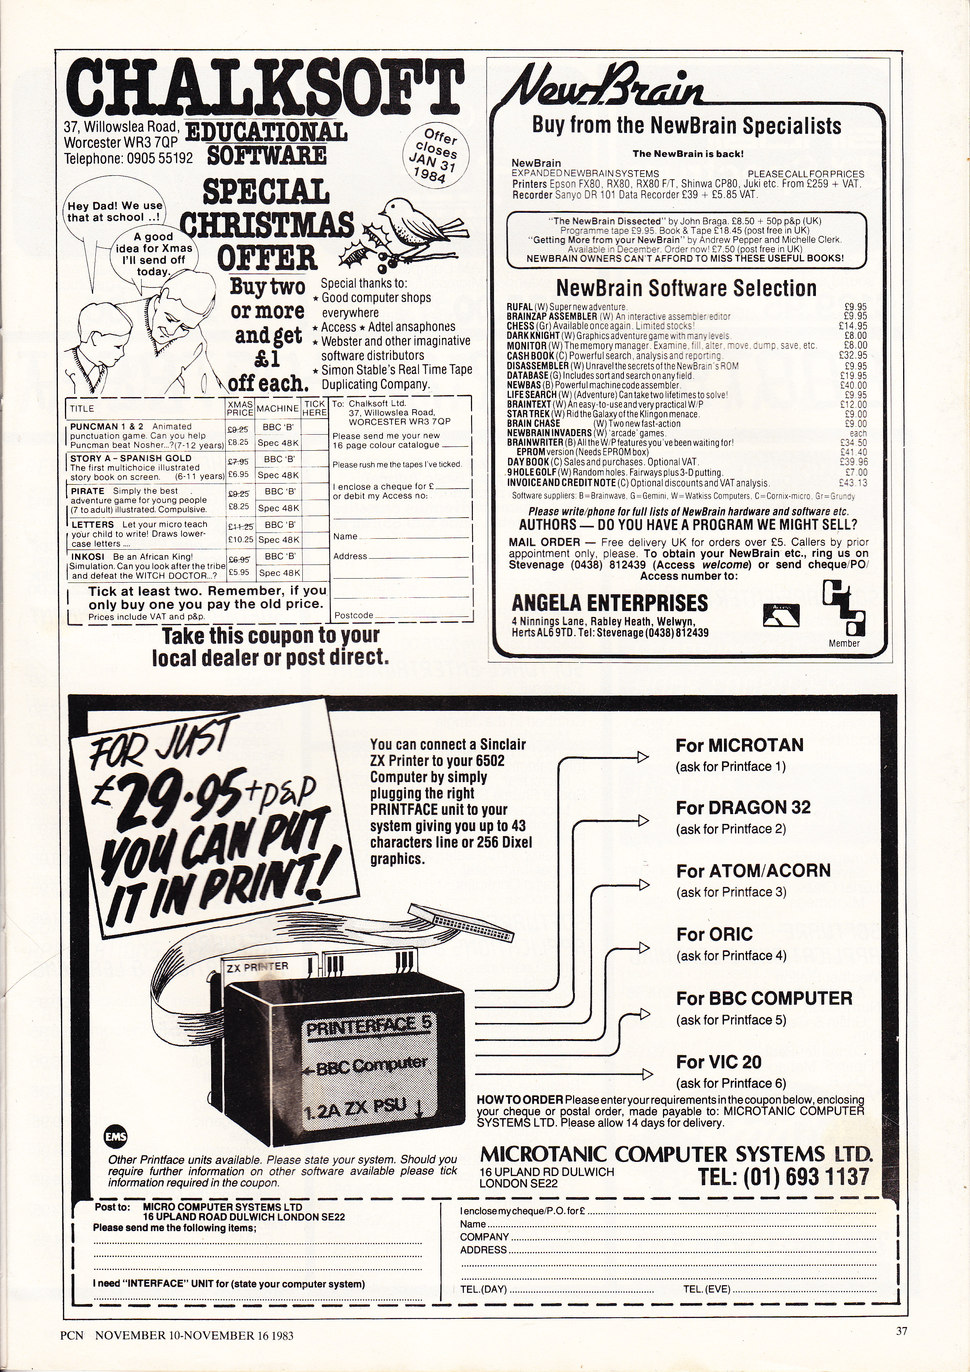 CHALKSOFT
37, Willowslea Road,
Worcester WR3 7QP
Telephone: 0905 55192
EDUCATIONAL
SOFTWARE
Offer
closes
JAN 31
1984
SPECIAL
CHRISTMAS
OFFER
Hey Dad! We use
that at school ..!
A good
idea for Xmas
I'll send off
today.
Buy two
or more
and get
£1
off each.
Special thanks to:
★ Good computer shops
everywhere
★ Access ★ Adtel ansaphones
★ Webster and other imaginative
software distributors
★ Simon Stable's Real Time Tape
Duplicating Company.
TITLE XMAS PRICE MACHINE TICK HERE
PUNCMAN 1 & 2 Animated
punctuation game. Can you help
Puncman beat Nosher...?(7-12 years)
£9.25 BBC 'B'
£8.25 Spec 48K
STORY A - SPANISH GOLD
The first multichoice illustrated
story book on screen. (6-11 years)
£7.95 BBC 'B'
£6.95 Spec 48K
PIRATE Simply the best
adventure game for young people
(7 to adult) illustrated. Compulsive.
£9.25 BBC 'B'
£8.25 Spec 48K
LETTERS Let your micro teach
your child to write! Draws lower-
case letters ....
£11.25 BBC 'B'
£10.25 Spec 48K
INKOSI Be an African King!
Simulation. Can you look after the tribe
and defeat the WITCH DOCTOR...?
£6.95 BBC 'B'
£5.95 Spec 48K
To: Chalksoft Ltd.
37, Willowslea Road,
WORCESTER WR3 7QP
Please send me your new
16 page colour catalogue
Please rush me the tapes I've ticked.
I enclose a cheque for £
or debit my Access no:
Name
Address
Postcode
Tick at least two. Remember, if you
only buy one you pay the old price.
Prices include VAT and p&p.
Take this coupon to your
local dealer or post direct.
NewBrain
Buy from the NewBrain Specialists
The NewBrain is back!
NewBrain
EXPANDED NEWBRAIN SYSTEMS PLEASE CALL FOR PRICES
Printers Epson FX80, RX80, RX80 F/T, Shinwa CP80, Juki etc. From £259 + VAT.
Recorder Sanyo DR 101 Data Recorder £39 + £5.85 VAT.
"The NewBrain Dissected" by John Braga. £8.50 + 50p p&p (UK)
Programme tape £9.95. Book & Tape £18.45 (post free in UK)
"Getting More from your NewBrain" by Andrew Pepper and Michelle Clerk.
Available in December. Order now! £7.50 (post free in UK)
NEWBRAIN OWNERS CAN'T AFFORD TO MISS THESE USEFUL BOOKS!
NewBrain Software Selection
RUFAL (W) Super new adventure. £9.95
BRAINZAP ASSEMBLER (W) An interactive assembler/editor £9.95
CHESS (Gr) Available once again. Limited stocks! £14.95
DARK KNIGHT (W) Graphics adventure game with many levels. £8.00
MONITOR (W) The memory manager. Examine, fill, alter, move, dump, save, etc. £8.00
CASH BOOK (C) Powerful search, analysis and reporting. £32.95
DISASSEMBLER (W) Unravel the secrets of the NewBrain's ROM £9.95
DATABASE (G) Includes sort and search on any field. £19.95
NEWBAS (B) Powerful machine code assembler. £40.00
LIFE SEARCH (W) (Adventure) Can take two lifetimes to solve! £9.95
BRAINTEXT (W) An easy-to-use and very practical W/P £12.00
STAR TREK (W) Rid the Galaxy of the Klingon menace. £9.00
BRAIN CHASE (W) Two new fast-action £9.00
NEWBRAIN INVADERS (W) 'arcade' games. each
BRAINWRITER (B) All the W/P features you've been waiting for! £34.50
EPROM version (Needs EPROM box) £41.40
DAY BOOK (C) Sales and purchases. Optional VAT. £39.96
9 HOLE GOLF (W) Random holes. Fairways plus 3-D putting. £7.00
INVOICE AND CREDIT NOTE (C) Optional discounts and VAT analysis. £43.13
Software suppliers: B=Brainwave, G=Gemini, W=Watkiss Computers, C=Cornix-micro, Gr=Grundy
Please write/phone for full lists of NewBrain hardware and software etc.
AUTHORS — DO YOU HAVE A PROGRAM WE MIGHT SELL?
MAIL ORDER — Free delivery UK for orders over £5. Callers by prior
appointment only, please. To obtain your NewBrain etc., ring us on
Stevenage (0438) 812439 (Access welcome) or send cheque/PO/
Access number to:
ANGELA ENTERPRISES
4 Ninnings Lane, Rabley Heath, Welwyn,
Herts AL6 9TD. Tel: Stevenage (0438) 812439
Member
FOR JUST
£29.95 + p&p
YOU CAN PUT
IT IN PRINT!
You can connect a Sinclair
ZX Printer to your 6502
Computer by simply
plugging the right
PRINTFACE unit to your
system giving you up to 43
characters line or 256 Dixel
graphics.
For MICROTAN
(ask for Printface 1)
For DRAGON 32
(ask for Printface 2)
For ATOM/ACORN
(ask for Printface 3)
For ORIC
(ask for Printface 4)
For BBC COMPUTER
(ask for Printface 5)
For VIC 20
(ask for Printface 6)
ZX PRINTER
PRINTERFACE 5
←BBC Computer
1.2A ZX PSU ↓
EMS
Other Printface units available. Please state your system. Should you
require further information on other software available please tick
information required in the coupon.
HOW TO ORDER Please enter your requirements in the coupon below, enclosing
your cheque or postal order, made payable to: MICROTANIC COMPUTER
SYSTEMS LTD. Please allow 14 days for delivery.
MICROTANIC COMPUTER SYSTEMS LTD.
16 UPLAND RD DULWICH
LONDON SE22
TEL: (01) 693 1137
Post to: MICRO COMPUTER SYSTEMS LTD
16 UPLAND ROAD DULWICH LONDON SE22
Please send me the following items;
I need "INTERFACE" UNIT for (state your computer system)
I enclose my cheque/P.O. for £
Name
COMPANY
ADDRESS
TEL.(DAY) TEL. (EVE)
PCN NOVEMBER 10-NOVEMBER 16 1983
37